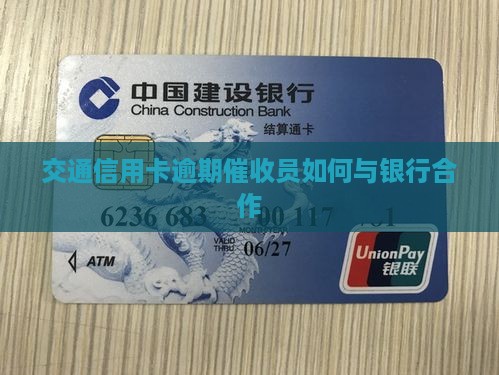 中国建设银行
China Construction Bank
结算通卡
交通信用卡逾期催收员如何与银行合
作
6236 683 117
VALID
THRU
06/27
ATM
UnionPay
银联